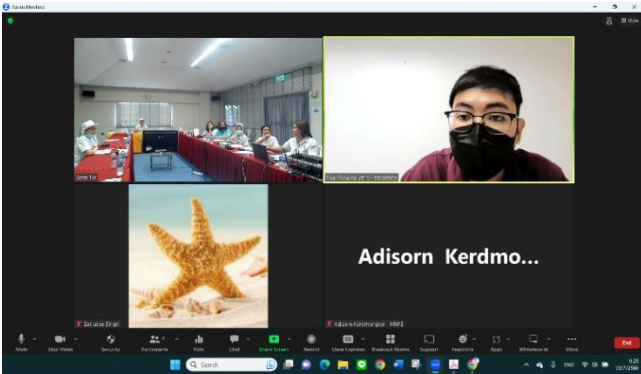 Zoom Meeting
View
Adisorn Kerdmo...
Mute
Stop Video
Security
Participants
Polls
Chat
Share Screen
Record
Show Captions
Breakout Rooms
Support
Reactions
Apps
Whiteboards
More
End
Search
ENG